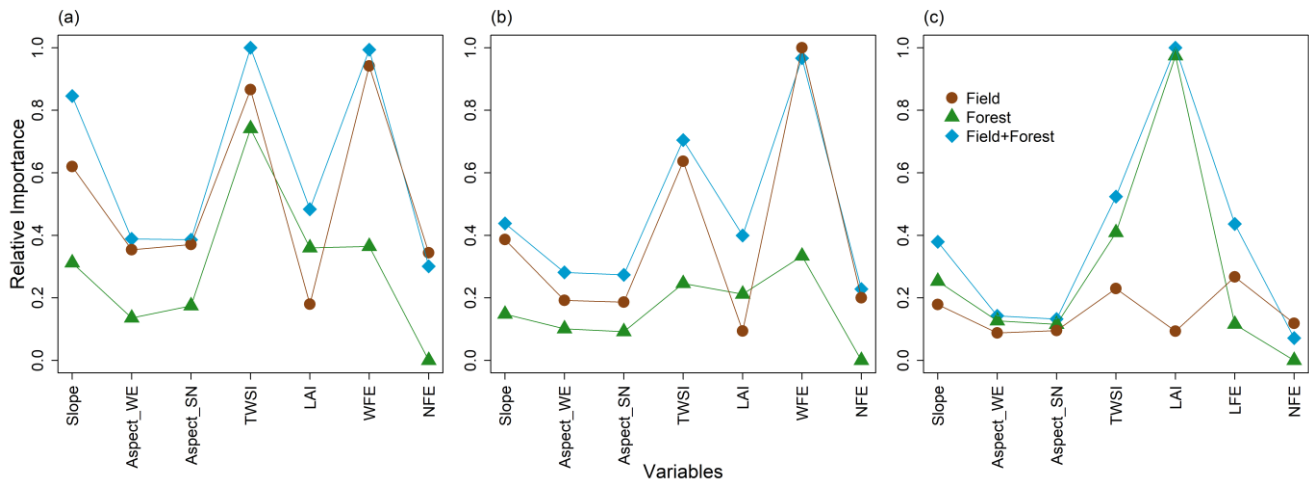 (a)
(b)
(c)
Relative Importance
1.0
0.8
0.6
0.4
0.2
0.0
Slope
Aspect_WE
Aspect_SN
TWSI
LAI
WFE
NFE
1.0
0.8
0.6
0.4
0.2
0.0
Slope
Aspect_WE
Aspect_SN
TWSI
LAI
WFE
NFE
1.0
0.8
0.6
0.4
0.2
0.0
Field
Forest
Field+Forest
Slope
Aspect_WE
Aspect_SN
TWSI
LAI
LFE
NFE
Variables